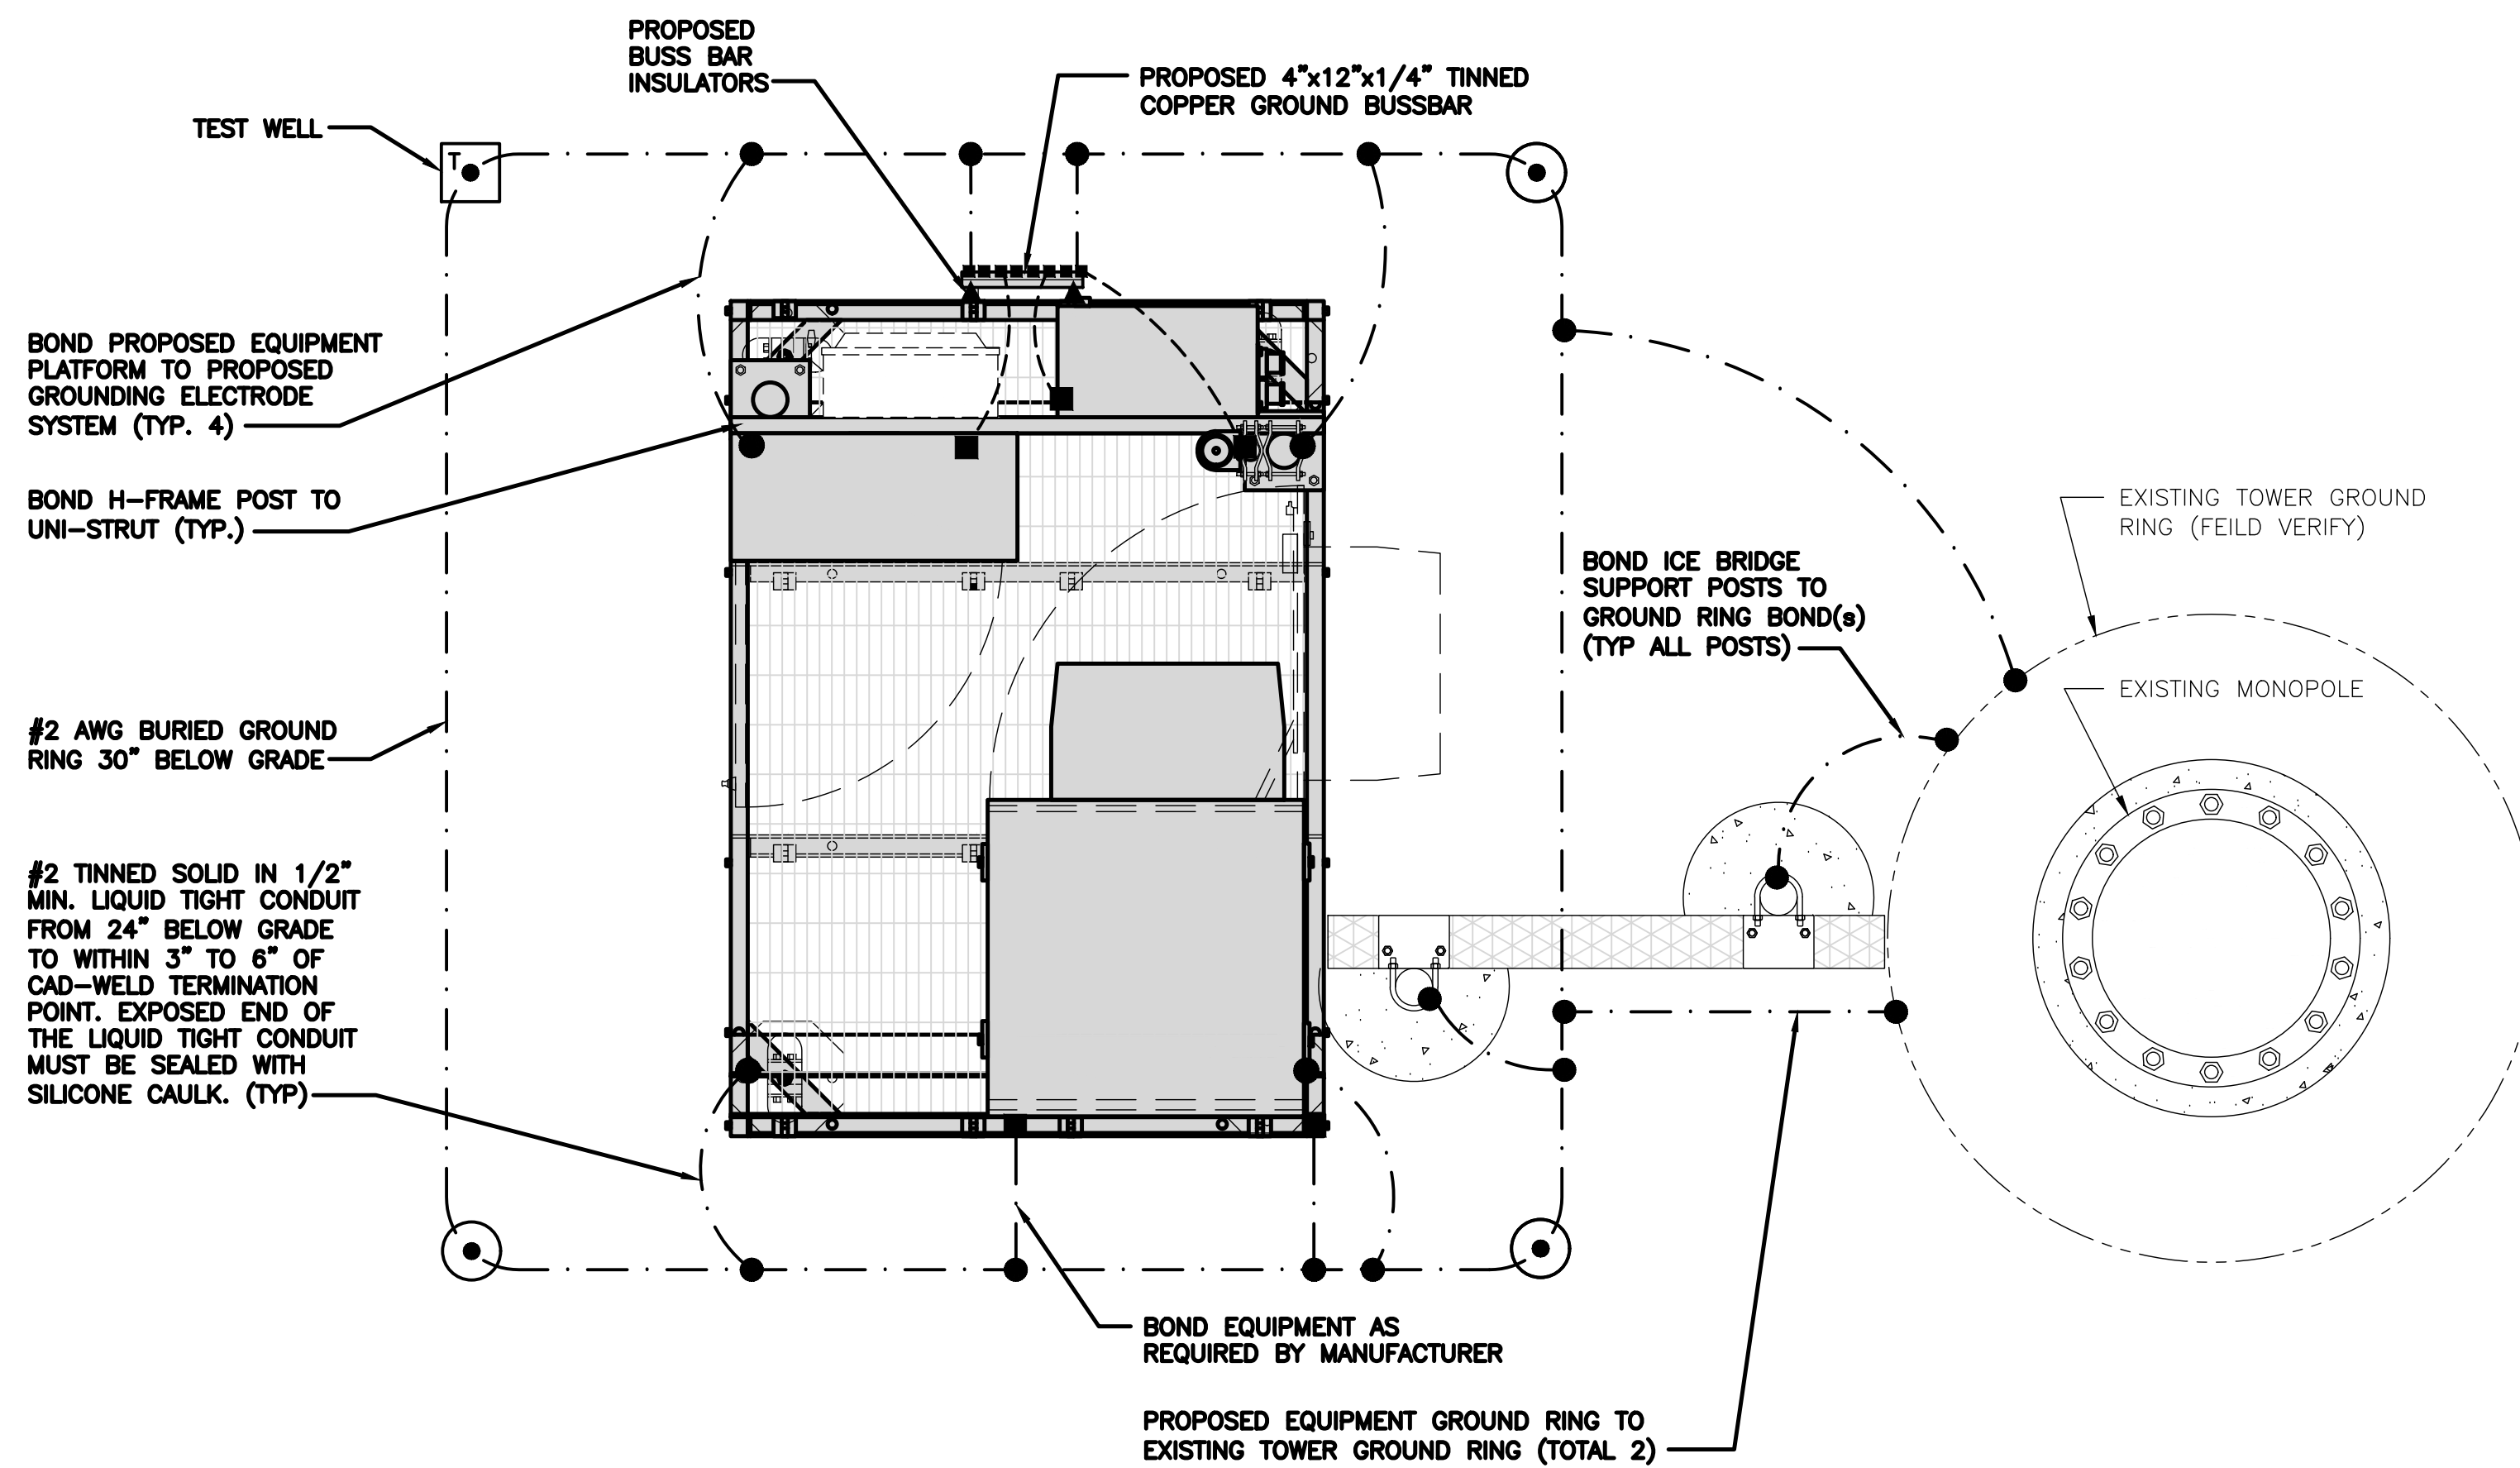 PROPOSED
BUSS BAR
INSULATORS
PROPOSED 4"x12"x1/4" TINNED
COPPER GROUND BUSSBAR
TEST WELL
T
BOND PROPOSED EQUIPMENT
PLATFORM TO PROPOSED
GROUNDING ELECTRODE
SYSTEM (TYP. 4)
BOND H-FRAME POST TO
UNI-STRUT (TYP.)
EXISTING TOWER GROUND
RING (FEILD VERIFY)
BOND ICE BRIDGE
SUPPORT POSTS TO
GROUND RING BOND(s)
(TYP ALL POSTS)
EXISTING MONOPOLE
#2 AWG BURIED GROUND
RING 30" BELOW GRADE
#2 TINNED SOLID IN 1/2"
MIN. LIQUID TIGHT CONDUIT
FROM 24" BELOW GRADE
TO WITHIN 3" TO 6" OF
CAD-WELD TERMINATION
POINT. EXPOSED END OF
THE LIQUID TIGHT CONDUIT
MUST BE SEALED WITH
SILICONE CAULK. (TYP)
BOND EQUIPMENT AS
REQUIRED BY MANUFACTURER
PROPOSED EQUIPMENT GROUND RING TO
EXISTING TOWER GROUND RING (TOTAL 2)